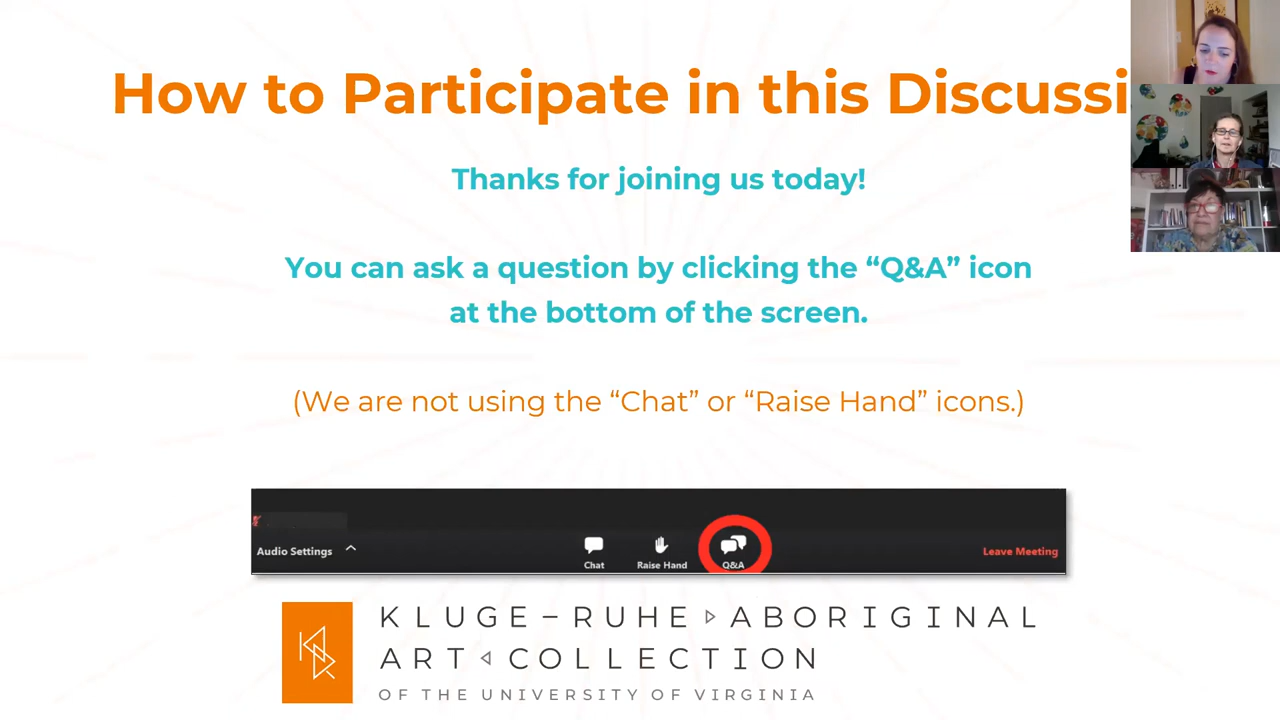 How to Participate in this Discussi
Thanks for joining us today!
You can ask a question by clicking the “Q&A” icon
at the bottom of the screen.
(We are not using the “Chat” or “Raise Hand” icons.)
Audio Settings
Chat
Raise Hand
Q&A
Leave Meeting
KLUGE–RUHE ▷ ABORIGINAL
ART ◁ COLLECTION
OF THE UNIVERSITY OF VIRGINIA